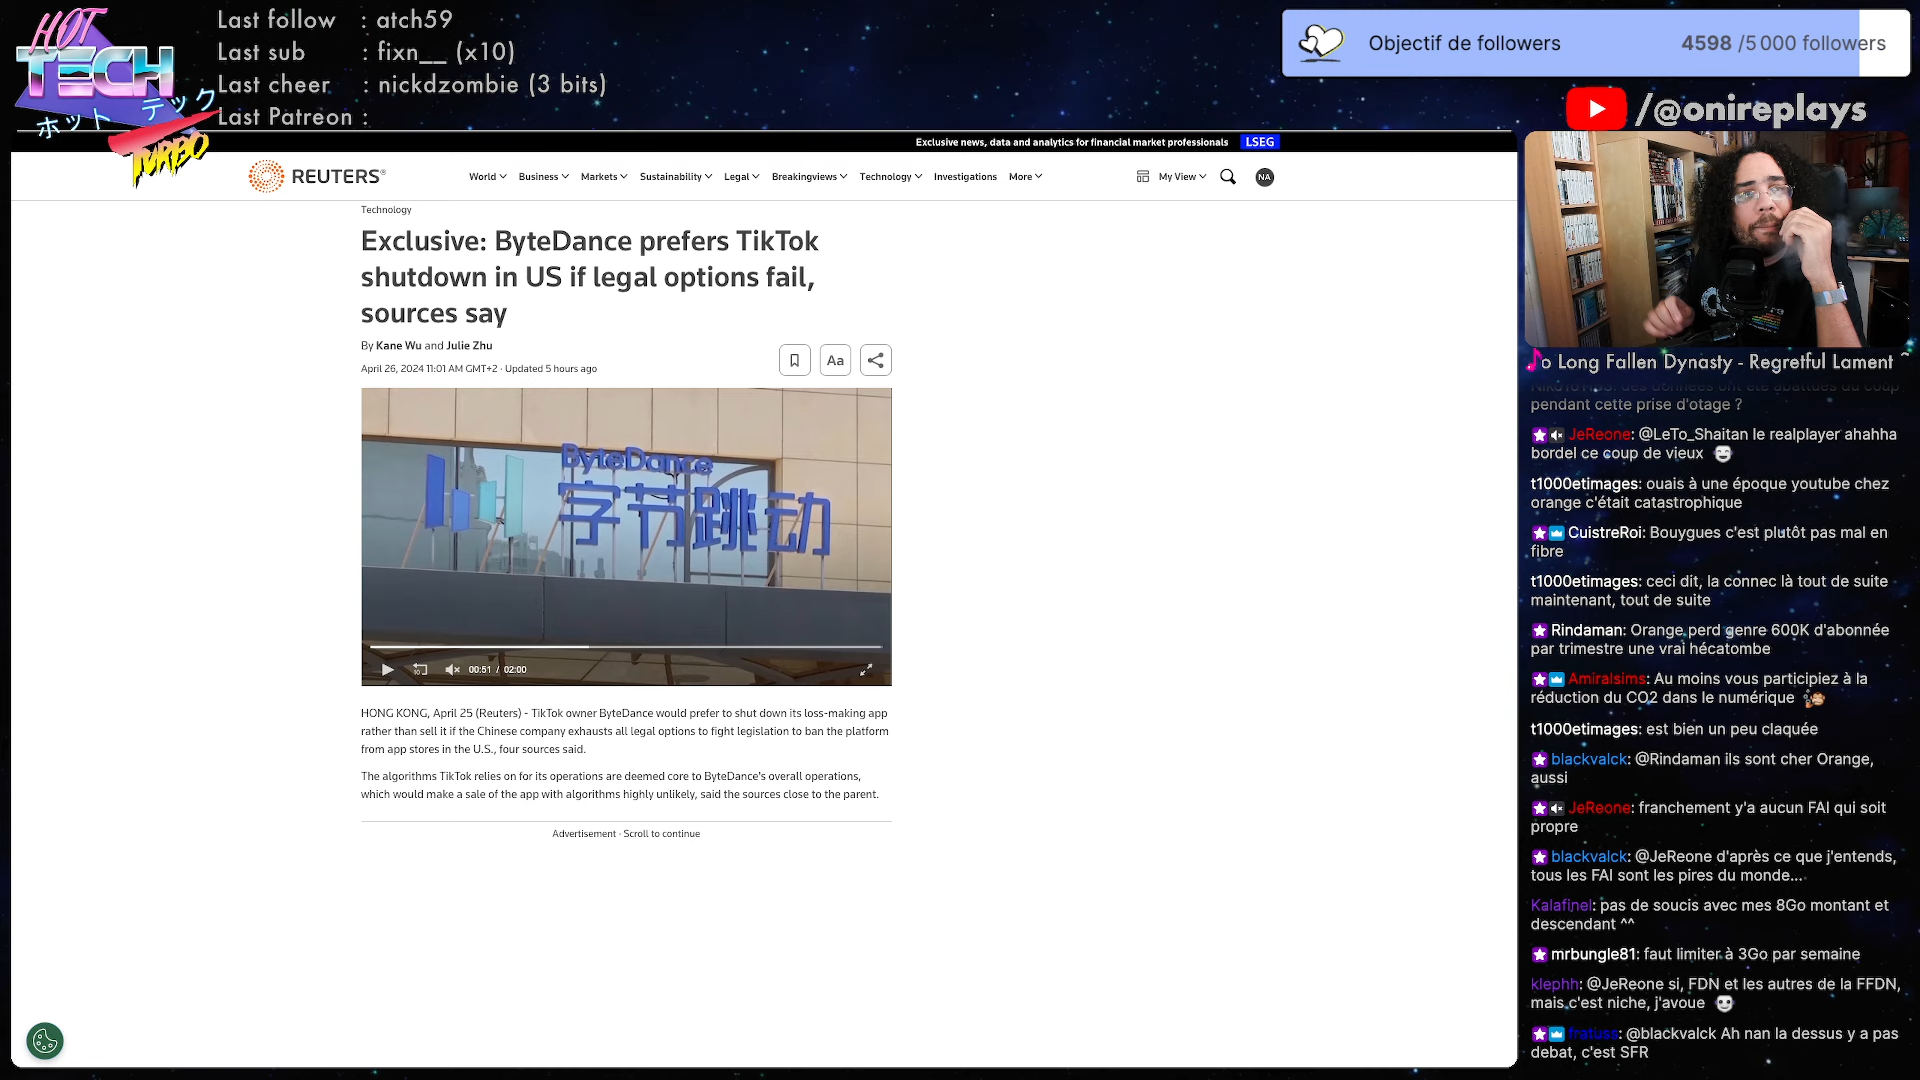 HOT
TECH
ホット テック
TURBO
Last follow : atch59
Last sub : fixn__ (x10)
Last cheer : nickdzombie (3 bits)
Last Patreon :
Objectif de followers 4598 /5 000 followers
/@onireplays
Exclusive news, data and analytics for financial market professionals LSEG
REUTERS®
World Business Markets Sustainability Legal Breakingviews Technology Investigations More
My View NA
Technology
Exclusive: ByteDance prefers TikTok
shutdown in US if legal options fail,
sources say
By Kane Wu and Julie Zhu
April 26, 2024 11:01 AM GMT+2 · Updated 5 hours ago
Aa
ByteDance
字节跳动
10
00:51 / 02:00
HONG KONG, April 25 (Reuters) - TikTok owner ByteDance would prefer to shut down its loss-making app
rather than sell it if the Chinese company exhausts all legal options to fight legislation to ban the platform
from app stores in the U.S., four sources said.
The algorithms TikTok relies on for its operations are deemed core to ByteDance's overall operations,
which would make a sale of the app with algorithms highly unlikely, said the sources close to the parent.
Advertisement · Scroll to continue
o Long Fallen Dynasty - Regretful Lament ~
des données ont été abattues du coup
pendant cette prise d'otage ?
JeReone: @LeTo_Shaitan le realplayer ahahha
bordel ce coup de vieux
t1000etimages: ouais à une époque youtube chez
orange c'était catastrophique
CuistreRoi: Bouygues c'est plutôt pas mal en
fibre
t1000etimages: ceci dit, la connec là tout de suite
maintenant, tout de suite
Rindaman: Orange perd genre 600K d'abonnée
par trimestre une vrai hécatombe
Amiralsims: Au moins vous participiez à la
réduction du CO2 dans le numérique
t1000etimages: est bien un peu claquée
blackvalck: @Rindaman ils sont cher Orange,
aussi
JeReone: franchement y'a aucun FAI qui soit
propre
blackvalck: @JeReone d'après ce que j'entends,
tous les FAI sont les pires du monde...
Kalafinel: pas de soucis avec mes 8Go montant et
descendant ^^
mrbungle81: faut limiter à 3Go par semaine
klephh: @JeReone si, FDN et les autres de la FFDN,
mais c'est niche, j'avoue
fratuss: @blackvalck Ah nan la dessus y a pas
debat, c'est SFR